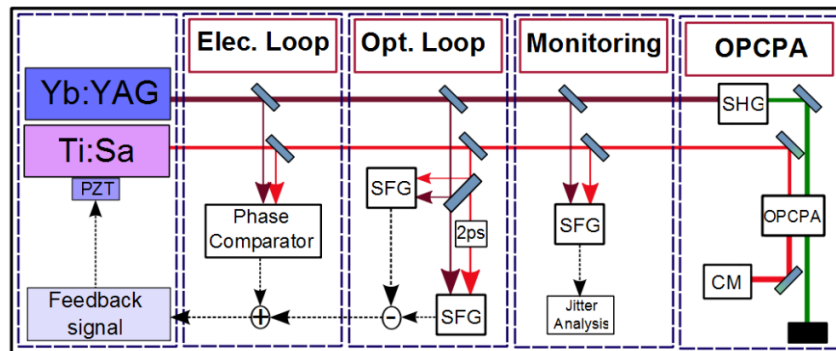 Elec. Loop
Opt. Loop
Monitoring
OPCPA
Yb:YAG
Ti:Sa
PZT
Feedback
signal
Phase
Comparator
+
SFG
2ps
-
SFG
SFG
Jitter
Analysis
SHG
OPCPA
CM